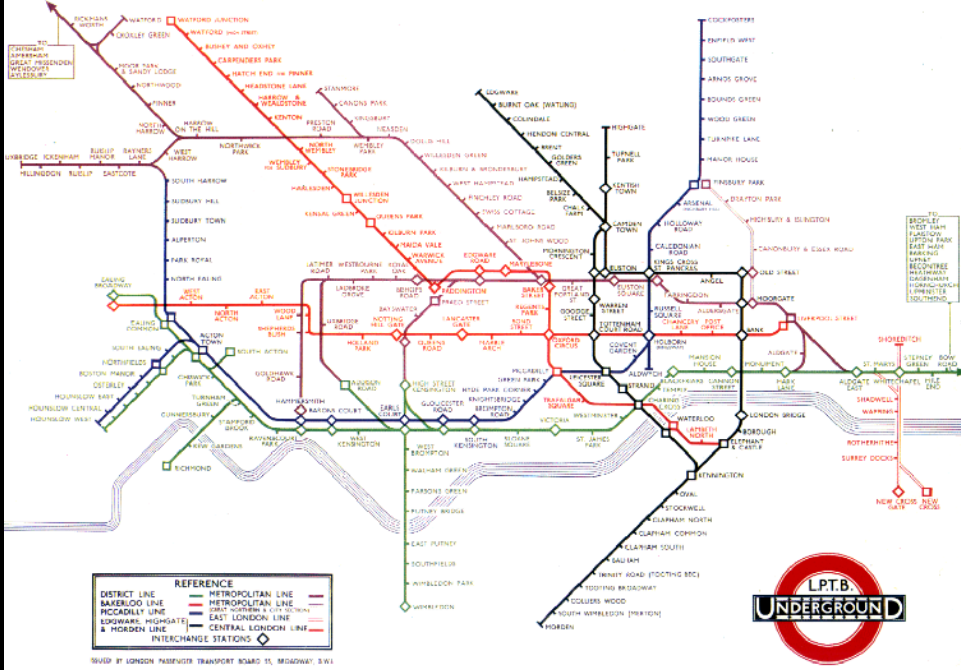 RICKMANS
WORTH
WATFORD
CROXLEY GREEN
WATFORD JUNCTION
WATFORD (HIGH STREET)
BUSHEY AND OXHEY
CARPENDERS PARK
HATCH END FOR PINNER
HEADSTONE LANE
HARROW &
WEALDSTONE
KENTON
NORTH
WEMBLEY
WEMBLEY
FOR SUDBURY
STONEBRIDGE
PARK
HARLESDEN
WILLESDEN
JUNCTION
KENSAL GREEN
QUEENS PARK
KILBURN PARK
MAIDA VALE
WARWICK
AVENUE
PADDINGTON
TO
CHESHAM
AMERSHAM
GREAT MISSENDEN
WENDOVER
AYLESBURY
MOOR PARK
& SANDY LODGE
NORTHWOOD
PINNER
NORTH
HARROW
HARROW
ON THE HILL
NORTHWICK
PARK
PRESTON
ROAD
WEMBLEY
PARK
STANMORE
CANONS PARK
KINGSBURY
NEASDEN
DOLLIS HILL
WILLESDEN GREEN
KILBURN & BRONDESBURY
WEST HAMPSTEAD
FINCHLEY ROAD
SWISS COTTAGE
MARLBORO ROAD
ST. JOHNS WOOD
UXBRIDGE
ICKENHAM
RUISLIP
MANOR
RAYNERS
LANE
WEST
HARROW
HILLINGDON
RUISLIP
EASTCOTE
SOUTH HARROW
SUDBURY HILL
SUDBURY TOWN
ALPERTON
PARK ROYAL
NORTH EALING
EDGWARE
BURNT OAK (WATLING)
COLINDALE
HENDON CENTRAL
BRENT
GOLDERS
GREEN
HAMPSTEAD
BELSIZE
PARK
CHALK
FARM
HIGHGATE
TUFNELL
PARK
KENTISH
TOWN
CAMDEN
TOWN
MORNINGTON
CRESCENT
EUSTON
COCKFOSTERS
ENFIELD WEST
SOUTHGATE
ARNOS GROVE
BOUNDS GREEN
WOOD GREEN
TURNPIKE LANE
MANOR HOUSE
FINSBURY PARK
ARSENAL
HOLLOWAY
ROAD
CALEDONIAN
ROAD
KINGS CROSS
ST. PANCRAS
DRAYTON PARK
HIGHBURY & ISLINGTON
CANONBURY & ESSEX ROAD
OLD STREET
ANGEL
MOORGATE
TO
BROMLEY
WEST HAM
PLAISTOW
UPTON PARK
EAST HAM
BARKING
UPNEY
BECONTREE
HEATHWAY
DAGENHAM
HORNCHURCH
UPMINSTER
SOUTHEND
EALING
BROADWAY
WEST
ACTON
NORTH
ACTON
EAST
ACTON
WOOD
LANE
SHEPHERDS
BUSH
GOLDHAWK
ROAD
HAMMERSMITH
LATIMER
ROAD
LADBROKE
GROVE
WESTBOURNE
PARK
ROYAL
OAK
BISHOPS
ROAD
PRAED STREET
EDGWARE
ROAD
MARYLEBONE
BAKER
STREET
GREAT
PORTLAND ST
EUSTON
SQUARE
FARRINGDON
ALDERSGATE
LIVERPOOL STREET
ALDGATE
UXBRIDGE
ROAD
HOLLAND
PARK
NOTTING
HILL GATE
BAYSWATER
QUEENS
ROAD
LANCASTER
GATE
MARBLE
ARCH
BOND
STREET
REGENTS
PARK
OXFORD
CIRCUS
WARREN
STREET
GOODGE
STREET
TOTTENHAM
COURT ROAD
RUSSELL
SQUARE
HOLBORN
CHANCERY
LANE
POST
OFFICE
BANK
COVENT
GARDEN
LEICESTER
SQUARE
ALDWYCH
STRAND
PICCADILLY
GREEN PARK
HYDE PARK CORNER
KNIGHTSBRIDGE
BROMPTON
ROAD
TRAFALGAR
SQUARE
CHARING
CROSS
TEMPLE
BLACKFRIARS
MANSION
HOUSE
CANNON
STREET
MONUMENT
MARK
LANE
ALDGATE
EAST
ST. MARYS
WHITECHAPEL
STEPNEY
GREEN
MILE
END
BOW
ROAD
SHOREDITCH
SHADWELL
WAPPING
ROTHERHITHE
SURREY DOCKS
NEW CROSS
GATE
NEW
CROSS
EALING
COMMON
SOUTH EALING
NORTHFIELDS
BOSTON MANOR
OSTERLEY
HOUNSLOW EAST
HOUNSLOW CENTRAL
HOUNSLOW WEST
ACTON
TOWN
SOUTH ACTON
CHISWICK
PARK
TURNHAM
GREEN
GUNNERSBURY
KEW GARDENS
RICHMOND
STAMFORD
BROOK
RAVENSCOURT
PARK
BARONS COURT
WEST
KENSINGTON
ADDISON
ROAD
EARLS
COURT
HIGH STREET
KENSINGTON
GLOUCESTER
ROAD
SOUTH
KENSINGTON
SLOANE
SQUARE
VICTORIA
ST. JAMES
PARK
WESTMINSTER
WATERLOO
LAMBETH
NORTH
ELEPHANT
& CASTLE
LONDON BRIDGE
BOROUGH
WEST
BROMPTON
WALHAM GREEN
PARSONS GREEN
PUTNEY BRIDGE
EAST PUTNEY
SOUTHFIELDS
WIMBLEDON PARK
WIMBLEDON
KENNINGTON
OVAL
STOCKWELL
CLAPHAM NORTH
CLAPHAM COMMON
CLAPHAM SOUTH
BALHAM
TRINITY ROAD (TOOTING BEC)
TOOTING BROADWAY
COLLIERS WOOD
SOUTH WIMBLEDON (MERTON)
MORDEN
REFERENCE
DISTRICT LINE
BAKERLOO LINE
PICCADILLY LINE
EDGWARE, HIGHGATE
& MORDEN LINE
METROPOLITAN LINE
METROPOLITAN LINE
(GREAT NORTHERN & CITY SECTION)
EAST LONDON LINE
CENTRAL LONDON LINE
INTERCHANGE STATIONS
ISSUED BY LONDON PASSENGER TRANSPORT BOARD 55, BROADWAY, S.W.1
L.P.T.B.
UNDERGROUND